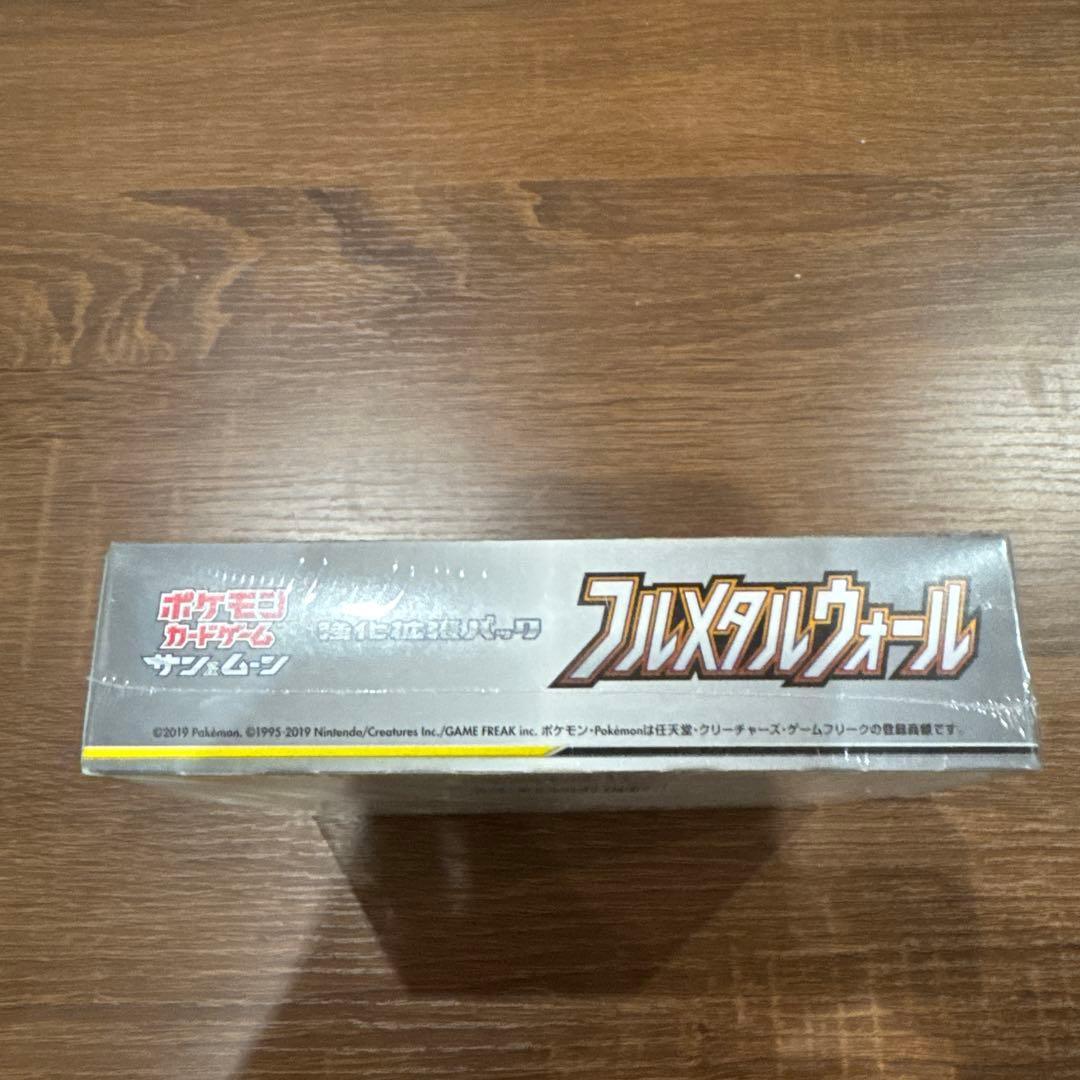 ポケモン
カードゲーム
サン&ムーン
強化拡張パック
フルメタルウォール
©2019 Pokémon. ©1995-2019 Nintendo/Creatures Inc./GAME FREAK inc. ポケモン・Pokémonは任天堂・クリーチャーズ・ゲームフリークの登録商標です。